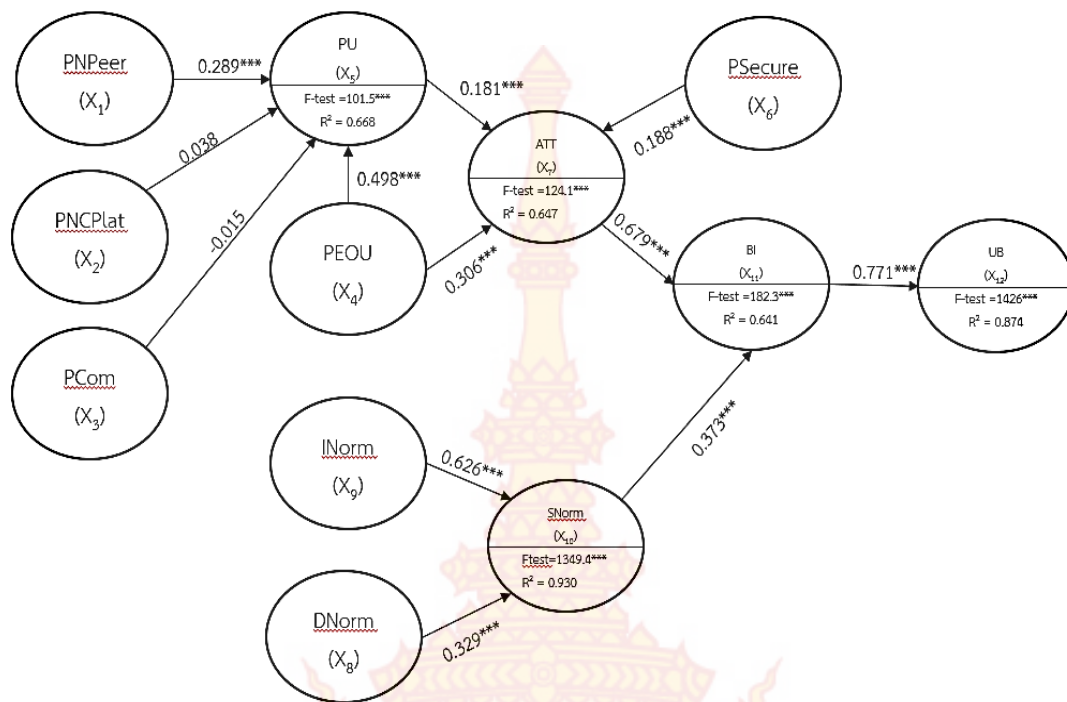 PNPeer
(X₁)
0.289***
PU
(X₅)
F-test =101.5***
R² = 0.668
0.181***
PSecure
(X₆)
0.188***
0.038
PNCPlat
(X₂)
-0.015
0.498***
PEOU
(X₄)
0.306***
ATT
(X₇)
F-test =124.1***
R² = 0.647
0.679***
BI
(X₁₁)
F-test =182.3***
R² = 0.641
0.771***
UB
(X₁₂)
F-test =1426***
R² = 0.874
PCom
(X₃)
INorm
(X₉)
0.626***
0.373***
SNorm
(X₁₀)
Ftest=1349.4***
R² = 0.930
DNorm
(X₈)
0.329***